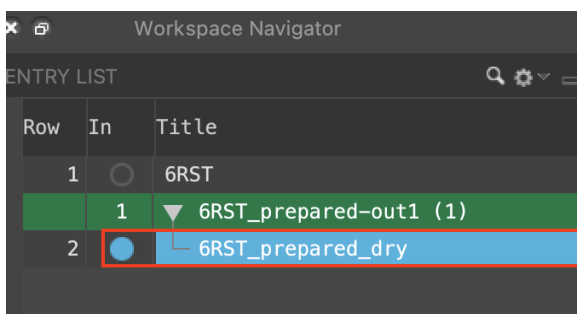 Workspace Navigator
ENTRY LIST
Row In Title
1 6RST
1 6RST_prepared-out1 (1)
2 6RST_prepared_dry